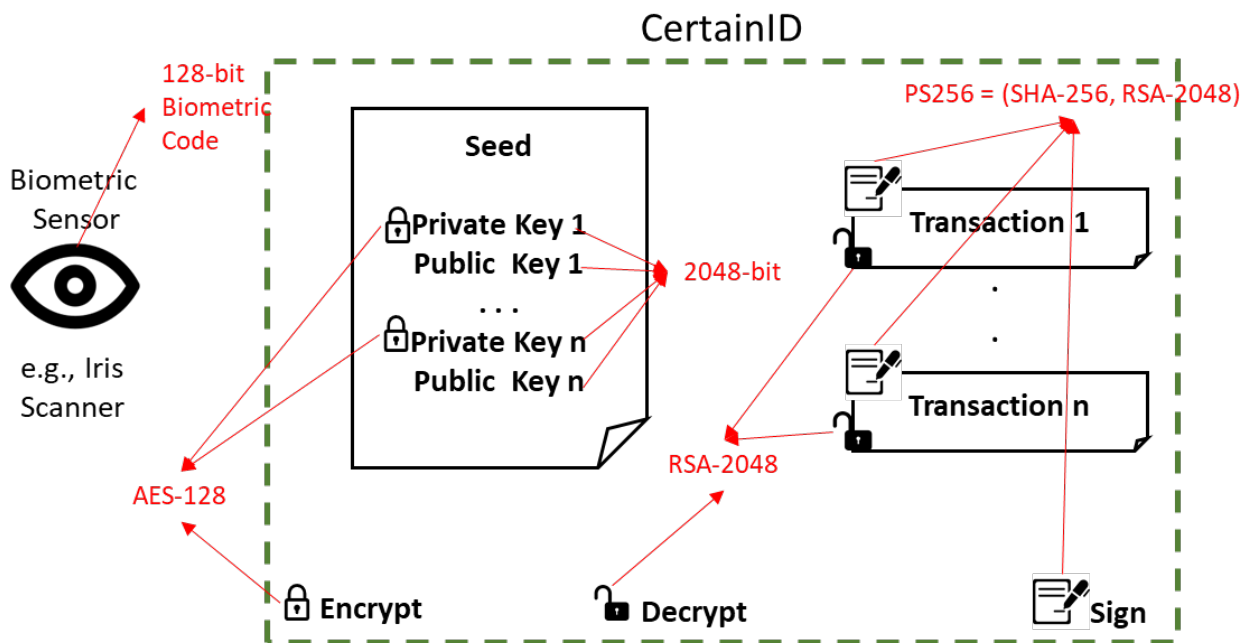 CertainID
128-bit
Biometric
Code
PS256 = (SHA-256, RSA-2048)
Seed
Biometric
Sensor
Private Key 1
Public Key 1
. . .
Private Key n
Public Key n
2048-bit
Transaction 1
.
.
Transaction n
e.g., Iris
Scanner
AES-128
RSA-2048
Encrypt
Decrypt
Sign